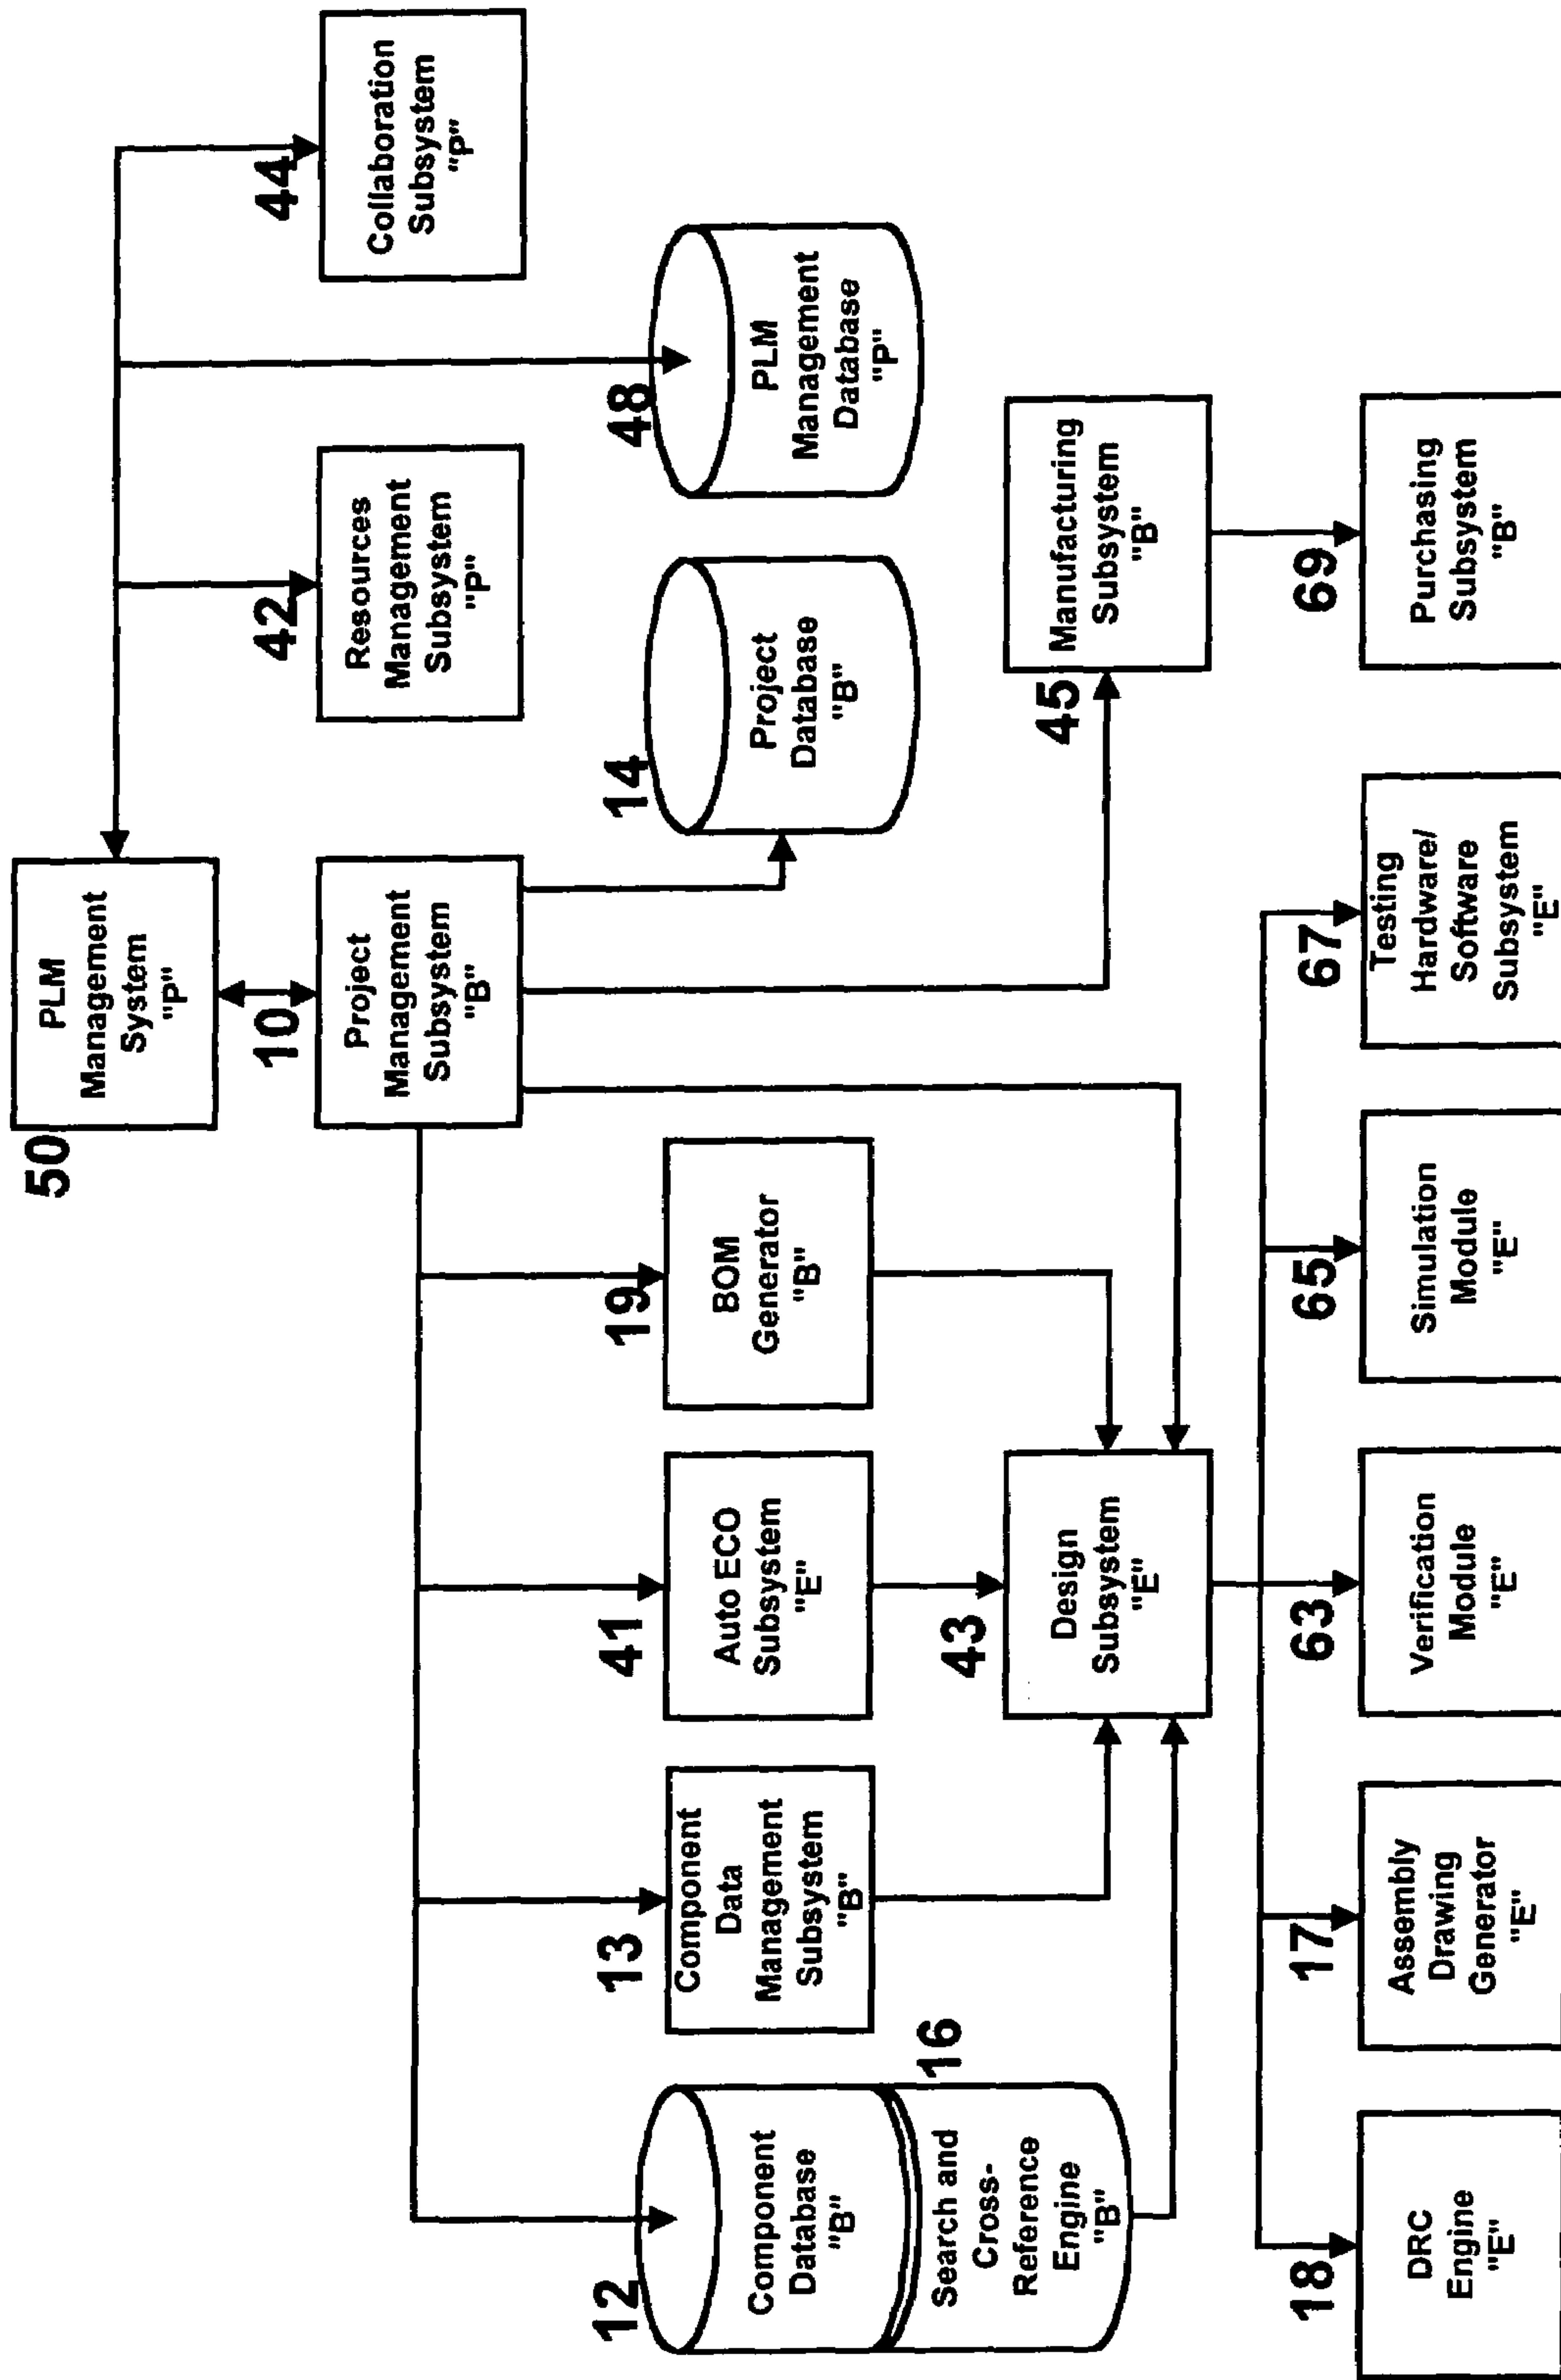 50
PLM
Management
System
"P"
10
Project
Management
Subsystem
"B"
42
Resources
Management
Subsystem
"P"
44
Collaboration
Subsystem
"P"
12
Component
Database
"B"
16
Search and
Cross-
Reference
Engine
"B"
13
Component
Data
Management
Subsystem
"B"
41
Auto ECO
Subsystem
"E"
19
BOM
Generator
"B"
14
Project
Database
"B"
48
PLM
Management
Database
"P"
43
Design
Subsystem
"E"
45
Manufacturing
Subsystem
"B"
18
DRC
Engine
"E"
17
Assembly
Drawing
Generator
"E"
63
Verification
Module
"E"
65
Simulation
Module
"E"
67
Testing
Hardware/
Software
Subsystem
"E"
69
Purchasing
Subsystem
"B"